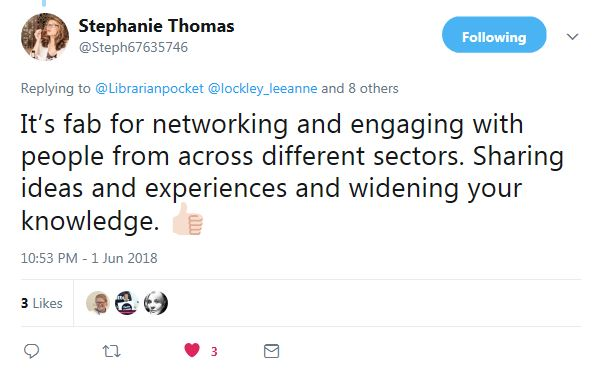 Stephanie Thomas
@Steph67635746
Following
Replying to @Librarianpocket @lockley_leeanne and 8 others
It’s fab for networking and engaging with
people from across different sectors. Sharing
ideas and experiences and widening your
knowledge. 👍🏻
10:53 PM - 1 Jun 2018
3 Likes
3